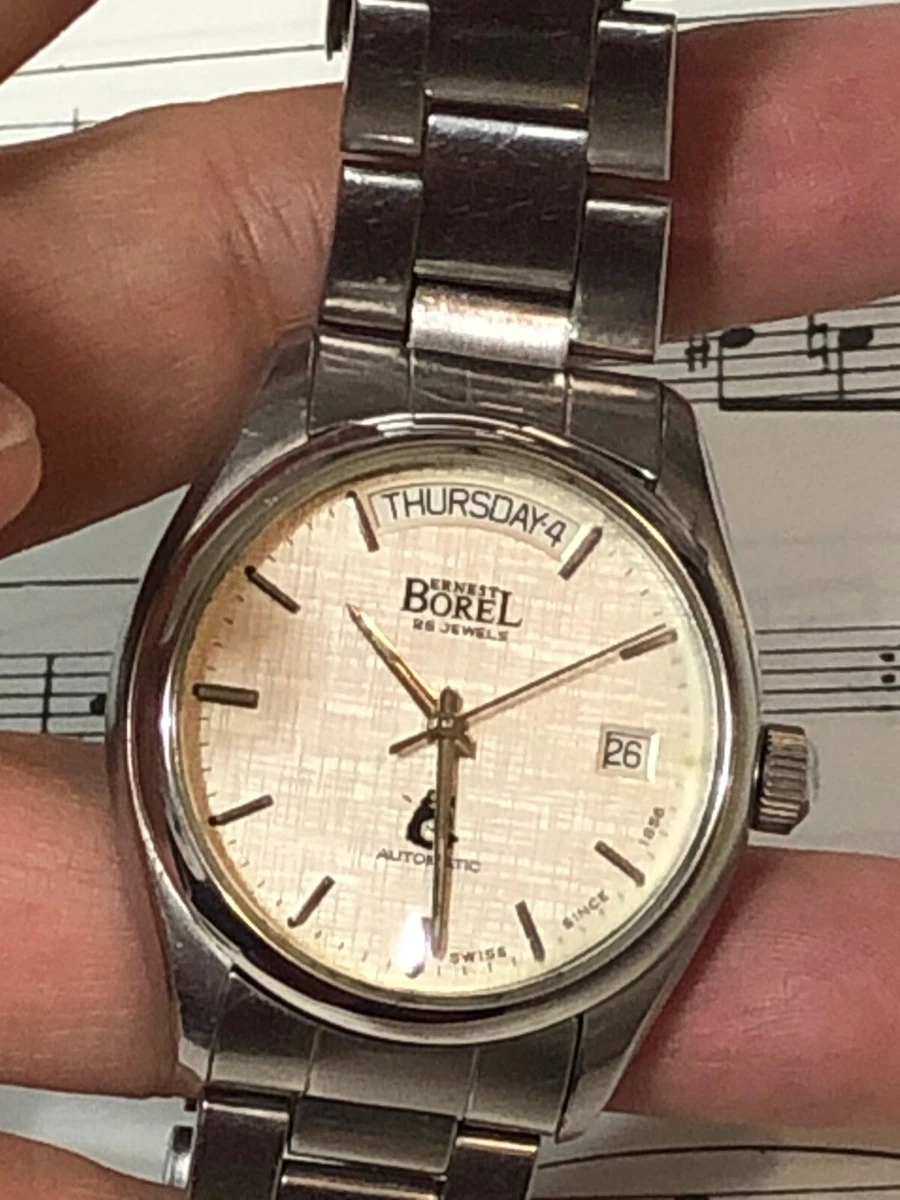 THURSDAY-4
ERNEST
BOREL
25 JEWELS
26
AUTOMATIC
SINCE 1856
SWISS